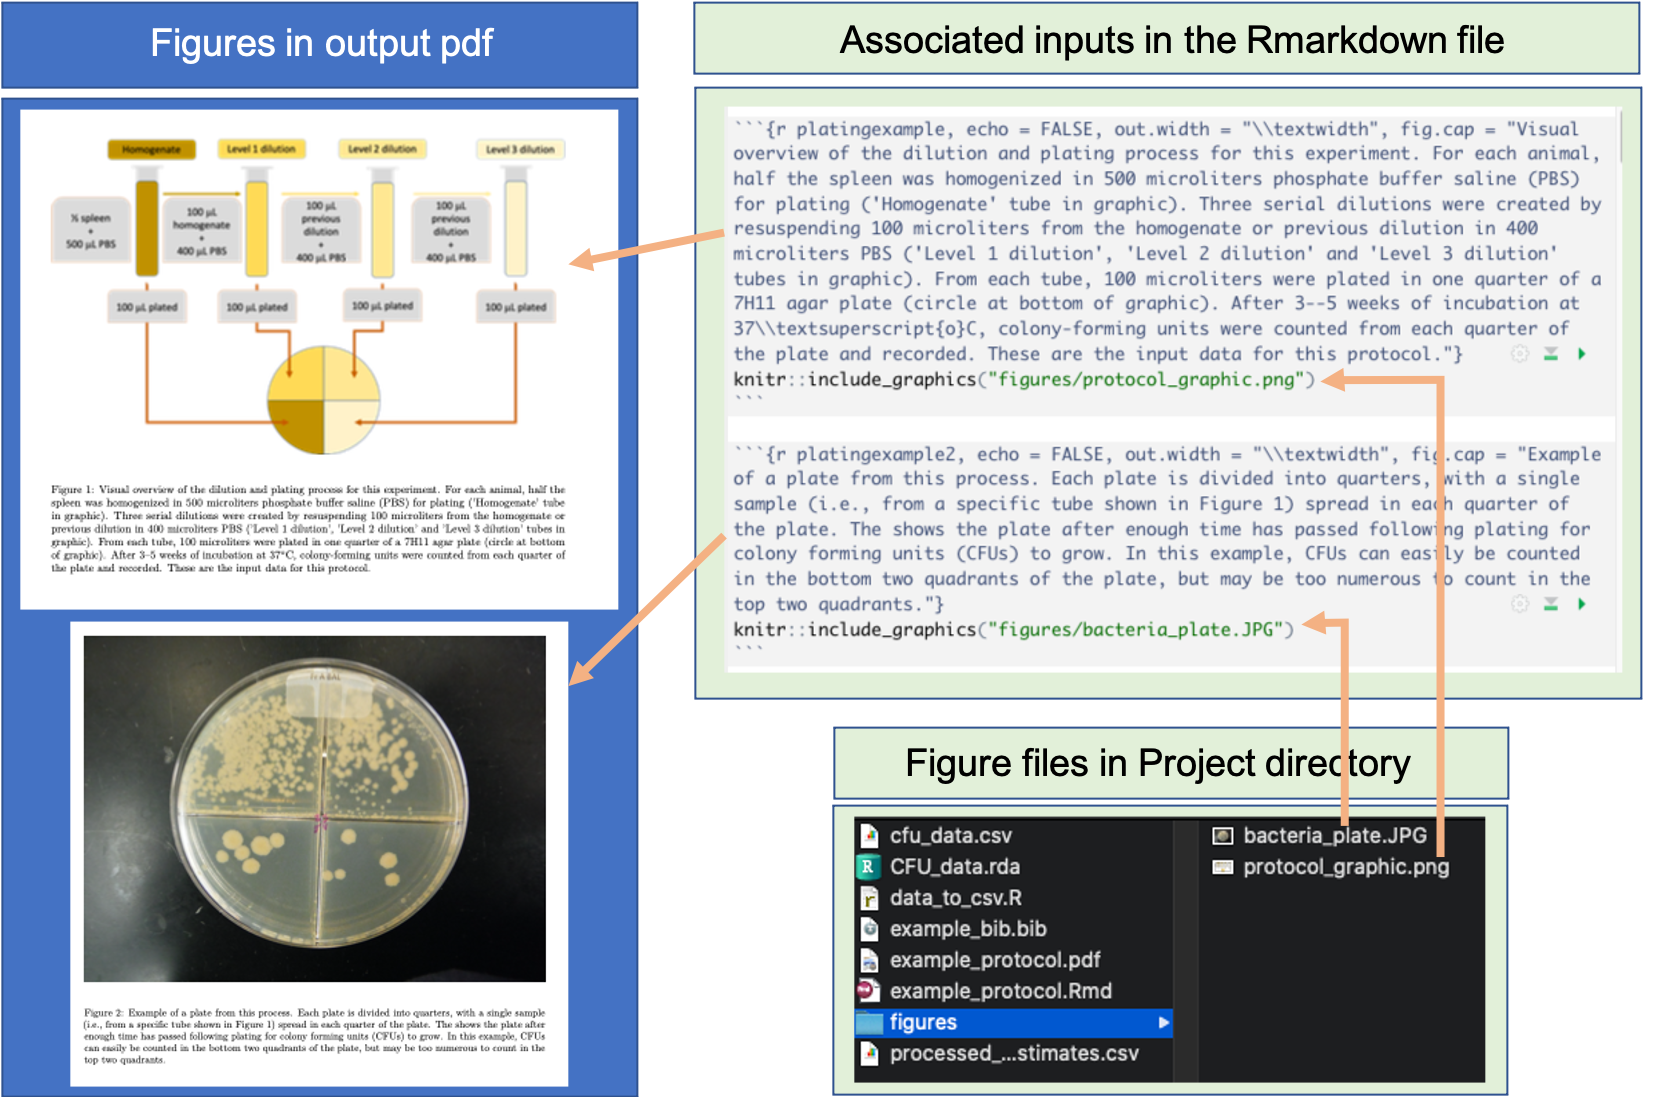 Figures in output pdf
Homogenate
Level 1 dilution
Level 2 dilution
Level 3 dilution
½ spleen
+
500 µL PBS
100 µL
homogenate
+
400 µL PBS
100 µL
previous
dilution
+
400 µL PBS
100 µL
previous
dilution
+
400 µL PBS
100 µL plated
100 µL plated
100 µL plated
100 µL plated
Figure 1: Visual overview of the dilution and plating process for this experiment. For each animal, half the
spleen was homogenized in 500 microliters phosphate buffer saline (PBS) for plating ('Homogenate' tube
in graphic). Three serial dilutions were created by resuspending 100 microliters from the homogenate or
previous dilution in 400 microliters PBS ('Level 1 dilution', 'Level 2 dilution' and 'Level 3 dilution' tubes in
graphic). From each tube, 100 microliters were plated in one quarter of a 7H11 agar plate (circle at bottom
of graphic). After 3–5 weeks of incubation at 37°C, colony-forming units were counted from each quarter of
the plate and recorded. These are the input data for this protocol.
Figure 2: Example of a plate from this process. Each plate is divided into quarters, with a single sample
(i.e., from a specific tube shown in Figure 1) spread in each quarter of the plate. The shows the plate after
enough time has passed following plating for colony forming units (CFUs) to grow. In this example, CFUs
can easily be counted in the bottom two quadrants of the plate, but may be too numerous to count in the
top two quadrants.
Associated inputs in the Rmarkdown file
```{r platingexample, echo = FALSE, out.width = "\\textwidth", fig.cap = "Visual
overview of the dilution and plating process for this experiment. For each animal,
half the spleen was homogenized in 500 microliters phosphate buffer saline (PBS)
for plating ('Homogenate' tube in graphic). Three serial dilutions were created by
resuspending 100 microliters from the homogenate or previous dilution in 400
microliters PBS ('Level 1 dilution', 'Level 2 dilution' and 'Level 3 dilution'
tubes in graphic). From each tube, 100 microliters were plated in one quarter of a
7H11 agar plate (circle at bottom of graphic). After 3--5 weeks of incubation at
37\\textsuperscript{o}C, colony-forming units were counted from each quarter of
the plate and recorded. These are the input data for this protocol."}
knitr::include_graphics("figures/protocol_graphic.png")
```
```{r platingexample2, echo = FALSE, out.width = "\\textwidth", fig.cap = "Example
of a plate from this process. Each plate is divided into quarters, with a single
sample (i.e., from a specific tube shown in Figure 1) spread in each quarter of
the plate. The shows the plate after enough time has passed following plating for
colony forming units (CFUs) to grow. In this example, CFUs can easily be counted
in the bottom two quadrants of the plate, but may be too numerous to count in the
top two quadrants."}
knitr::include_graphics("figures/bacteria_plate.JPG")
```
Figure files in Project directory
cfu_data.csv
CFU_data.rda
data_to_csv.R
example_bib.bib
example_protocol.pdf
example_protocol.Rmd
figures
processed_...stimates.csv
bacteria_plate.JPG
protocol_graphic.png